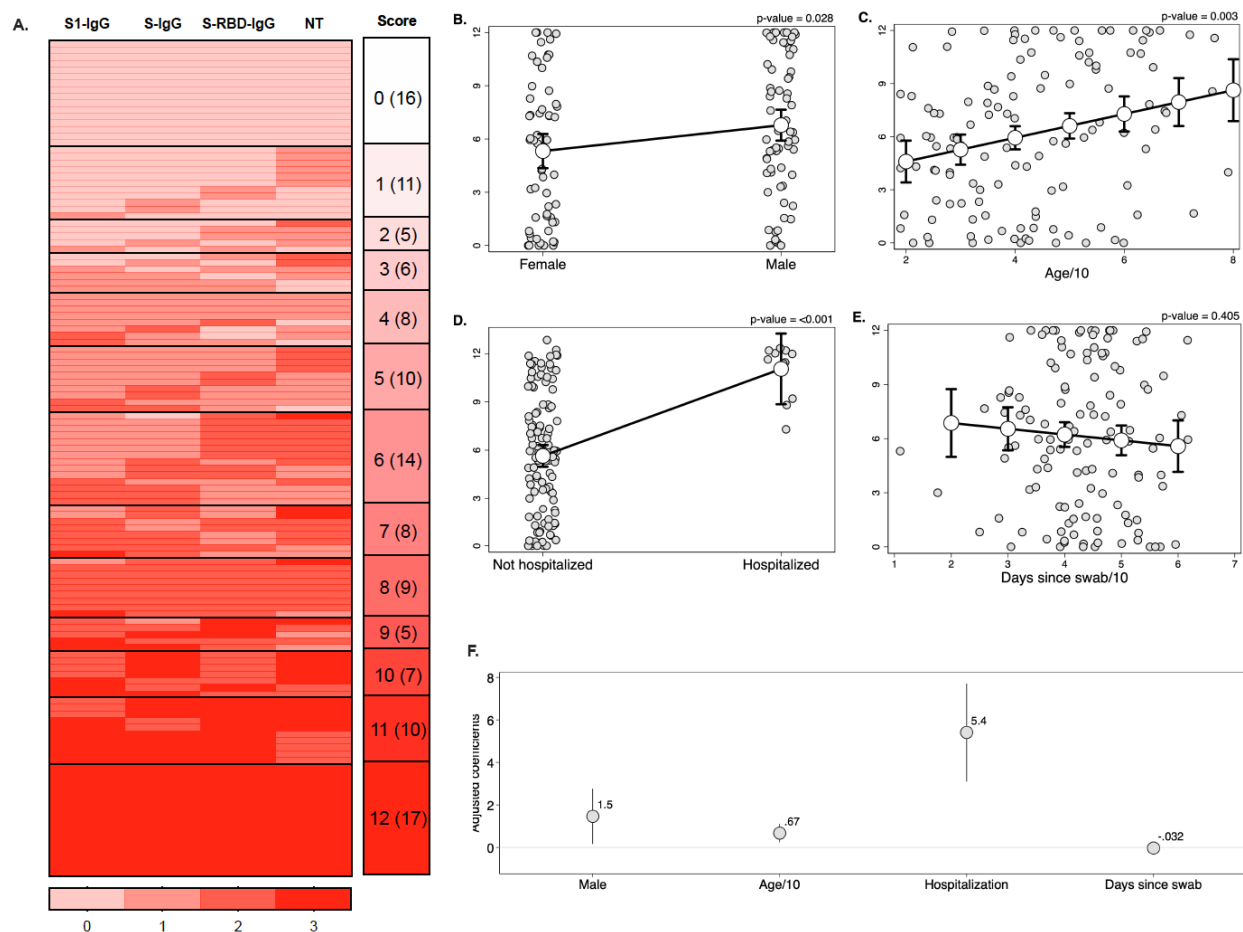 A.
S1-IgG S-IgG S-RBD-IgG NT Score
0 (16)
1 (11)
2 (5)
3 (6)
4 (8)
5 (10)
6 (14)
7 (8)
8 (9)
9 (5)
10 (7)
11 (10)
12 (17)
0 1 2 3
B.
p-value = 0.028
12
9
6
3
0
Female Male
C.
p-value = 0.003
12
9
6
3
0
2 4 6 8
Age/10
D.
p-value = <0.001
12
9
6
3
0
Not hospitalized Hospitalized
E.
p-value = 0.405
12
9
6
3
0
1 2 3 4 5 6 7
Days since swab/10
F.
Adjusted coefficients
8
6
4
2
0
1.5
.67
5.4
-.032
Male Age/10 Hospitalization Days since swab